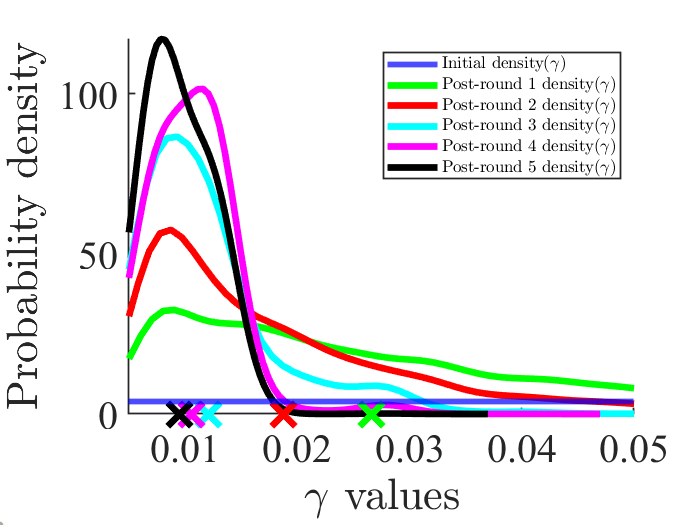 Probability density
100
50
0
Initial density(γ)
Post-round 1 density(γ)
Post-round 2 density(γ)
Post-round 3 density(γ)
Post-round 4 density(γ)
Post-round 5 density(γ)
0.01 0.02 0.03 0.04 0.05
γ values